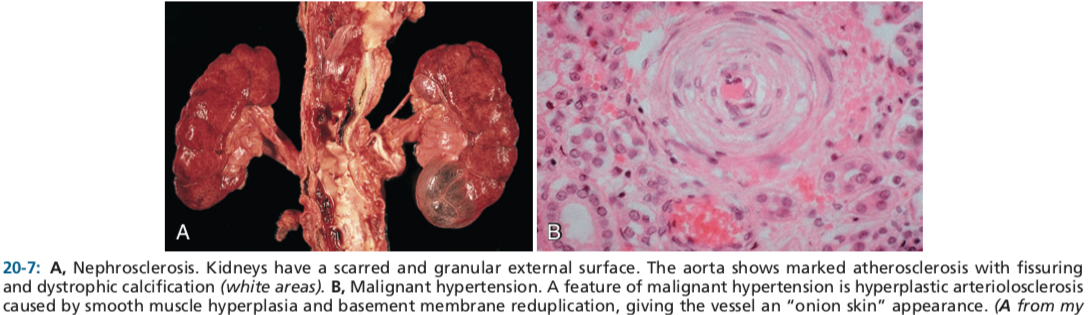 A
B
20-7: A, Nephrosclerosis. Kidneys have a scarred and granular external surface. The aorta shows marked atherosclerosis with fissuring
and dystrophic calcification (white areas). B, Malignant hypertension. A feature of malignant hypertension is hyperplastic arteriolosclerosis
caused by smooth muscle hyperplasia and basement membrane reduplication, giving the vessel an “onion skin” appearance. (A from my